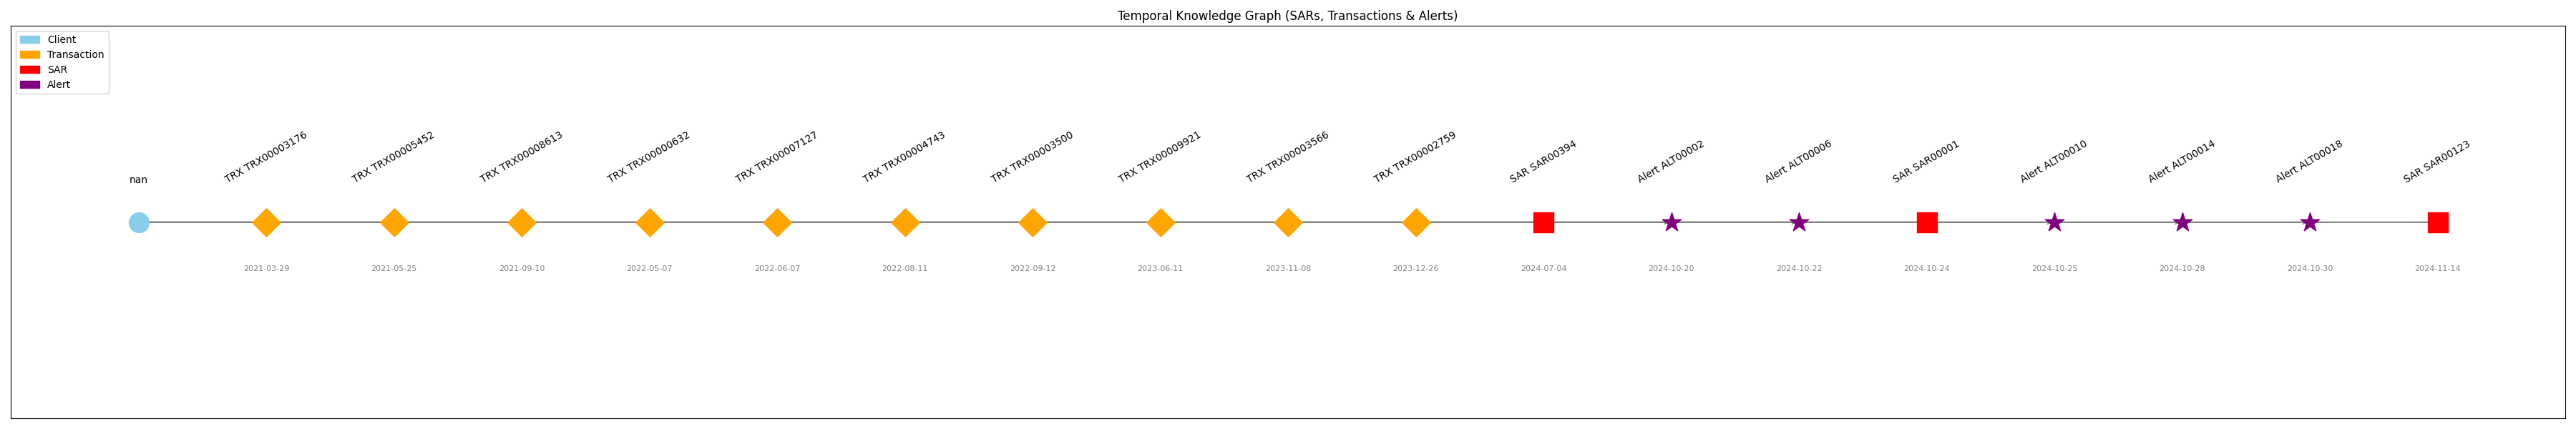 Temporal Knowledge Graph (SARs, Transactions & Alerts)
Client
Transaction
SAR
Alert
nan
TRX TRX00003176
TRX TRX00005452
TRX TRX00008613
TRX TRX00000632
TRX TRX00007127
TRX TRX00004743
TRX TRX00003500
TRX TRX00009921
TRX TRX00003566
TRX TRX00002759
SAR SAR00394
Alert ALT00002
Alert ALT00006
SAR SAR00001
Alert ALT00010
Alert ALT00014
Alert ALT00018
SAR SAR00123
2021-03-29
2021-05-25
2021-09-10
2022-05-07
2022-06-07
2022-08-11
2022-09-12
2023-06-11
2023-11-08
2023-12-26
2024-07-04
2024-10-20
2024-10-22
2024-10-24
2024-10-25
2024-10-28
2024-10-30
2024-11-14